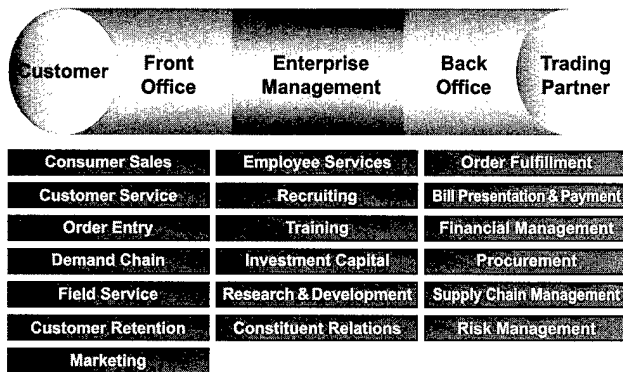 Customer
Front
Office
Enterprise
Management
Back
Office
Trading
Partner
Consumer Sales
Employee Services
Order Fulfillment
Customer Service
Recruiting
Bill Presentation & Payment
Order Entry
Training
Financial Management
Demand Chain
Investment Capital
Procurement
Field Service
Research & Development
Supply Chain Management
Customer Retention
Constituent Relations
Risk Management
Marketing